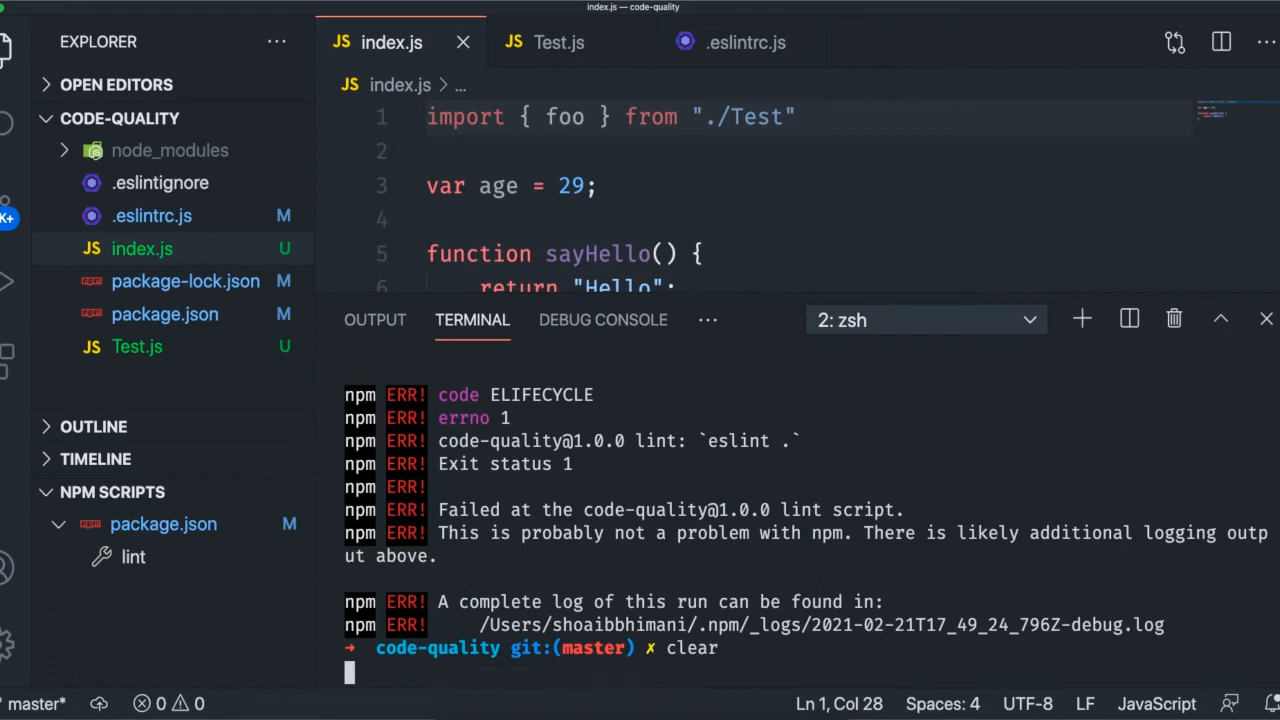 index.js — code-quality
EXPLORER ...
JS index.js JS Test.js .eslintrc.js
OPEN EDITORS
JS index.js > ...
CODE-QUALITY
node_modules
.eslintignore
.eslintrc.js M
JS index.js U
package-lock.json M
package.json M
JS Test.js U
OUTLINE
TIMELINE
NPM SCRIPTS
package.json M
lint
K+
1 import { foo } from "./Test"
2
3 var age = 29;
4
5 function sayHello() {
6 return "Hello";
OUTPUT TERMINAL DEBUG CONSOLE ... 2: zsh
npm ERR! code ELIFECYCLE
npm ERR! errno 1
npm ERR! code-quality@1.0.0 lint: `eslint .`
npm ERR! Exit status 1
npm ERR!
npm ERR! Failed at the code-quality@1.0.0 lint script.
npm ERR! This is probably not a problem with npm. There is likely additional logging outp
ut above.
npm ERR! A complete log of this run can be found in:
npm ERR! /Users/shoaibbhimani/.npm/_logs/2021-02-21T17_49_24_796Z-debug.log
→ code-quality git:(master) ✗ clear
master* 0 0 Ln 1, Col 28 Spaces: 4 UTF-8 LF JavaScript